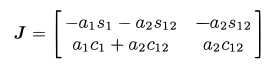 J = [ −a₁s₁ − a₂s₁₂   −a₂s₁₂
a₁c₁ + a₂c₁₂   a₂c₁₂ ]